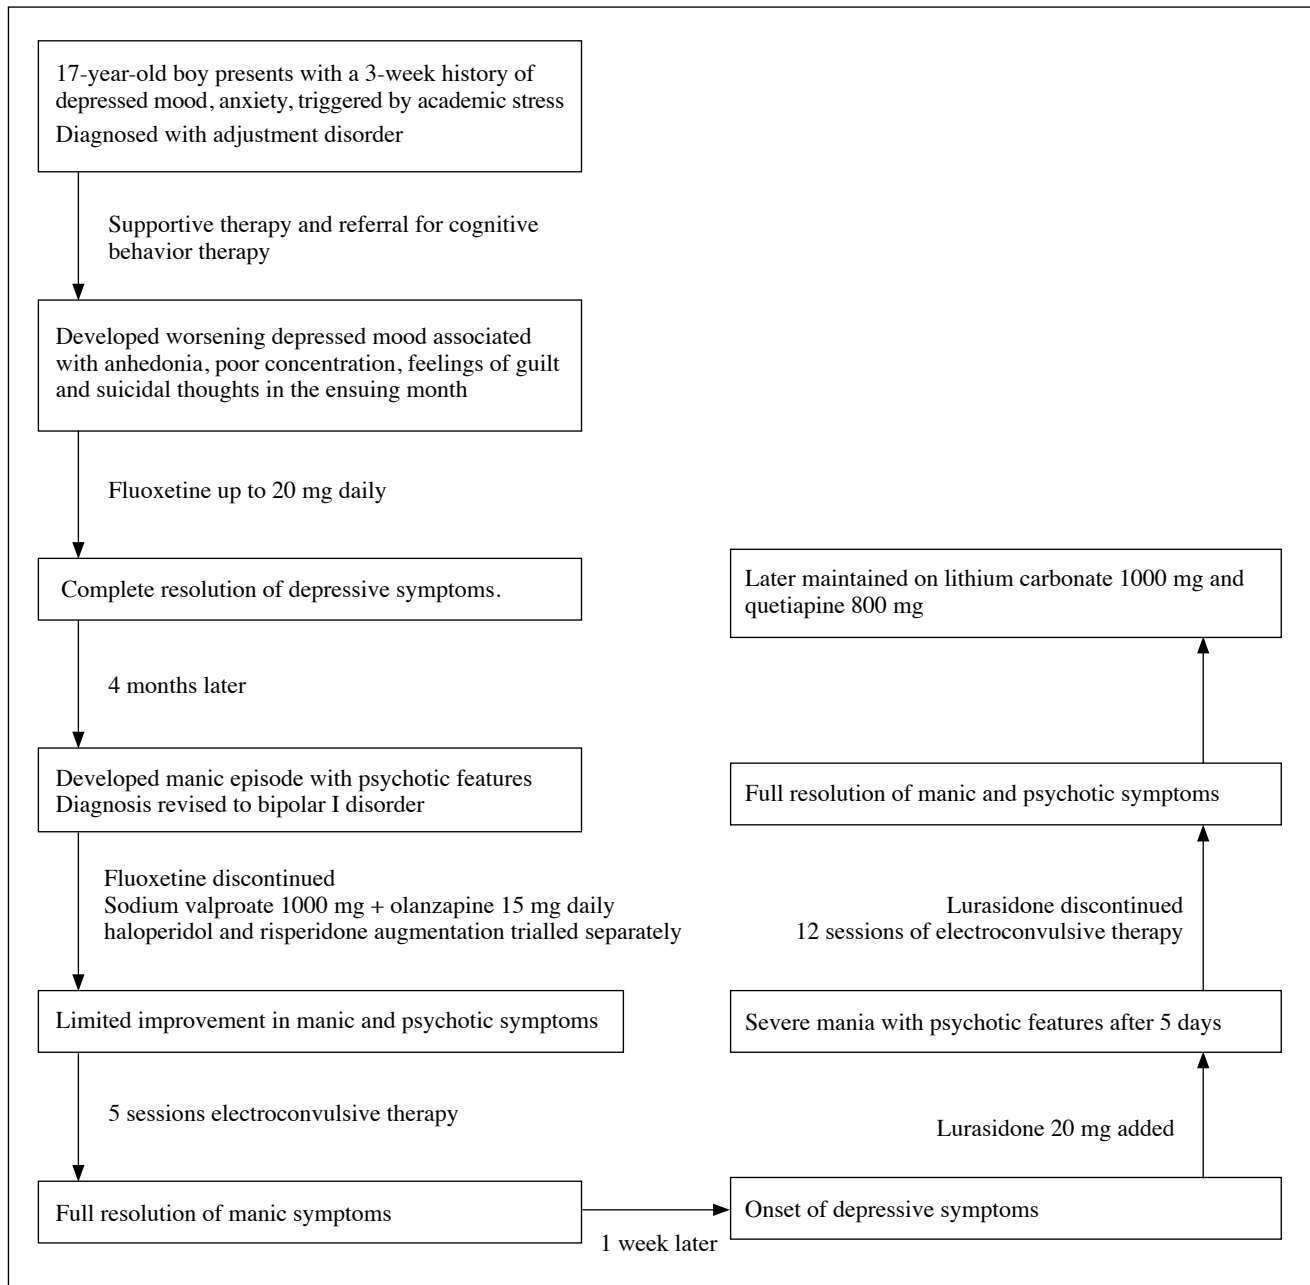 17-year-old boy presents with a 3-week history of
depressed mood, anxiety, triggered by academic stress
Diagnosed with adjustment disorder
Supportive therapy and referral for cognitive
behavior therapy
Developed worsening depressed mood associated
with anhedonia, poor concentration, feelings of guilt
and suicidal thoughts in the ensuing month
Fluoxetine up to 20 mg daily
Complete resolution of depressive symptoms.
4 months later
Developed manic episode with psychotic features
Diagnosis revised to bipolar I disorder
Fluoxetine discontinued
Sodium valproate 1000 mg + olanzapine 15 mg daily
haloperidol and risperidone augmentation trialled separately
Limited improvement in manic and psychotic symptoms
5 sessions electroconvulsive therapy
Full resolution of manic symptoms
1 week later
Onset of depressive symptoms
Lurasidone 20 mg added
Severe mania with psychotic features after 5 days
Lurasidone discontinued
12 sessions of electroconvulsive therapy
Full resolution of manic and psychotic symptoms
Later maintained on lithium carbonate 1000 mg and
quetiapine 800 mg